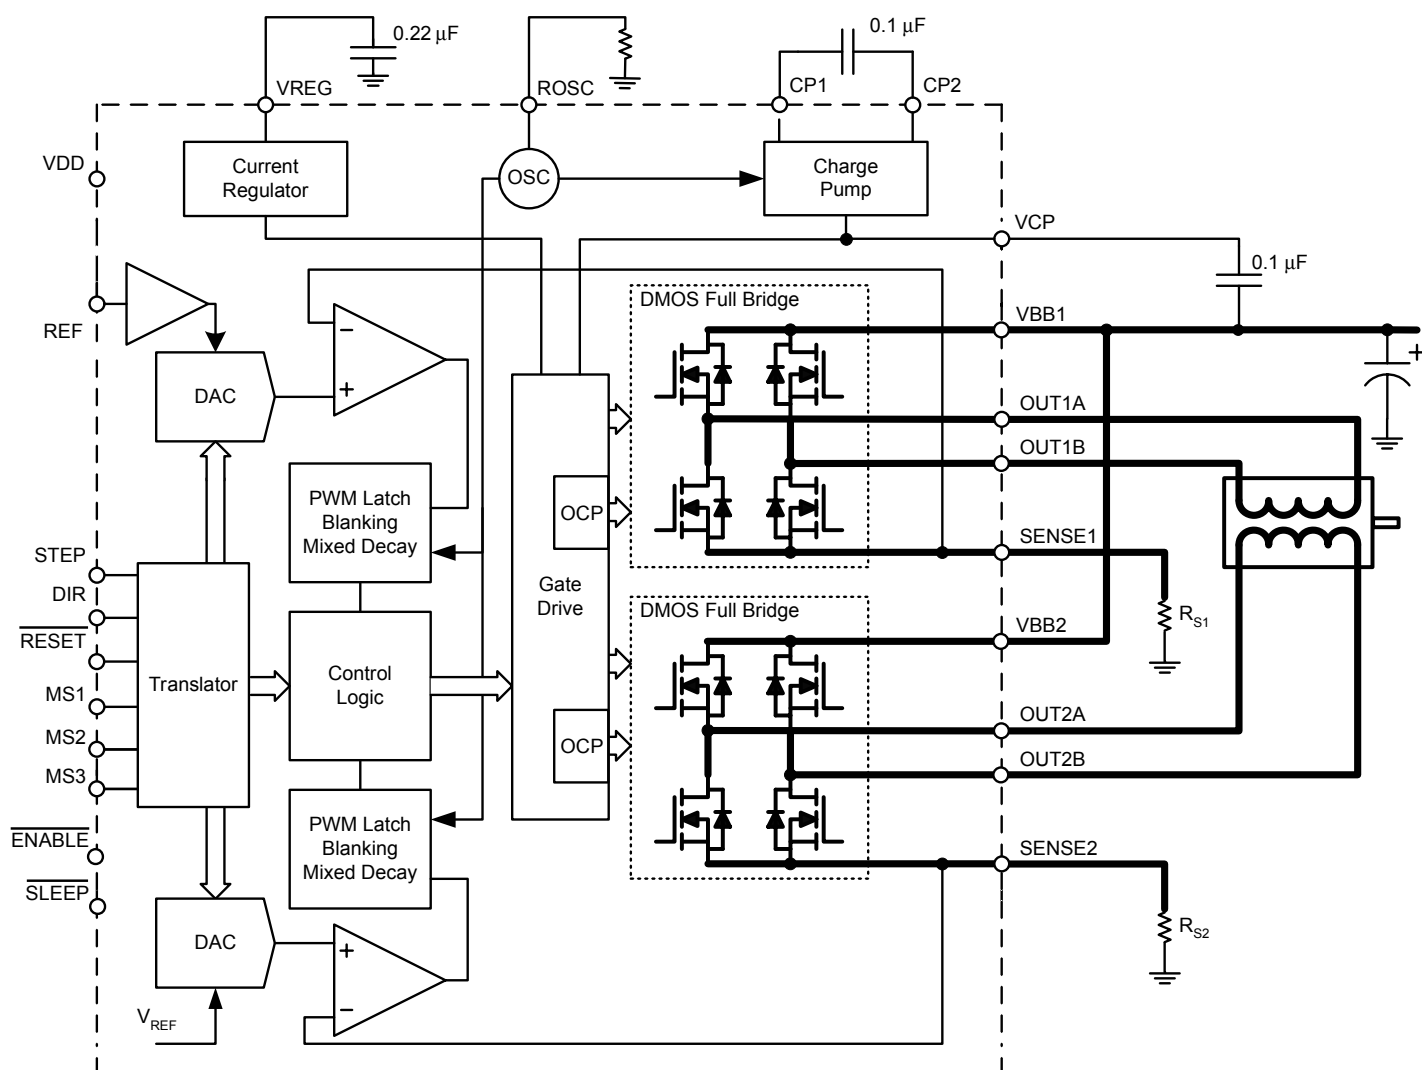 0.22 μF
0.1 μF
VREG
ROSC
CP1
CP2
VDD
Current
Regulator
OSC
Charge
Pump
VCP
0.1 μF
REF
DMOS Full Bridge
VBB1
+
−
+
DAC
OUT1A
OUT1B
PWM Latch
Blanking
Mixed Decay
OCP
SENSE1
STEP
DIR
RESET
MS1
MS2
MS3
Translator
Control
Logic
Gate
Drive
DMOS Full Bridge
RS1
VBB2
OUT2A
OCP
OUT2B
PWM Latch
Blanking
Mixed Decay
ENABLE
SLEEP
SENSE2
DAC
+
−
RS2
VREF